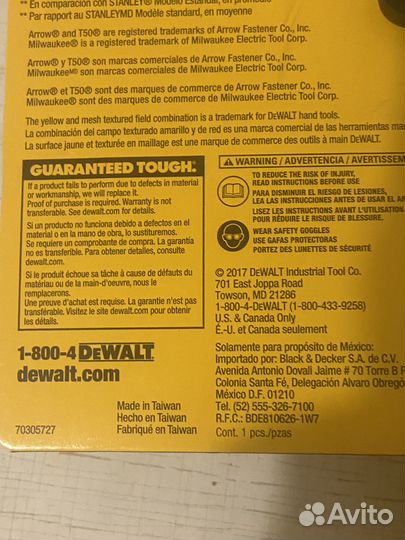 ** En comparación con STANLEY® Modelo Estándar, en promedio
** Par rapport au STANLEYMD Modèle standard, en moyenne
Arrow® and T50® are registered trademarks of Arrow Fastener Co., Inc.
Milwaukee® is a registered trademark of Milwaukee Electric Tool Corp.
Arrow® y T50® son marcas comerciales de Arrow Fastener Co., Inc.
Milwaukeeᴹᴰ son marcas comerciales de Milwaukee Electric Tool Corp.
Arrow® et T50® sont des marques de commerce de Arrow Fastener Co., Inc.
Milwaukee® sont des marques de commerce de Milwaukee Electric Tool Corp.
The yellow and mesh textured field combination is a trademark for DEWALT hand tools.
La combinación del campo texturado amarillo y de red es una marca comercial de herramientas
La surface jaune et texturée en maillage est une marque de commerce des outils à main DEWALT.
GUARANTEED TOUGH.®
If a product fails to perform due to defects in material
or workmanship, we will replace it.
Proof of purchase is required. Warranty is not
transferable. See dewalt.com for details.
Si un producto no funciona debido a defectos en el
material o en la mano de obra, lo sustituiremos.
Se requiere un comprobante de compra. La garantía
no es transferible. Para obtener detalles, consulte
dewalt.com.
Si le produit échoue sa tâche à cause de défauts du
matériau ou de la main-d'oeuvre, nous le
remplacerons.
Une preuve d'achat est requise. La garantie n'est pas
transférable. Visitez le site dewalt.com pour
obtenir plus d'informations.
WARNING / ADVERTENCIA / AVERTISSEM
TO REDUCE THE RISK OF INJURY,
READ INSTRUCTIONS BEFORE USE
PARA DISMINUIR EL RIESGO DE LESIONES,
LEA LAS INSTRUCCIONES ANTES DE USAR EL
LISEZ LES INSTRUCTIONS AVANT L'UTILISATION
POUR RÉDUIRE LE RISQUE DE BLESSURE.
WEAR SAFETY GOGGLES
USE GAFAS PROTECTORAS
PORTEZ DES LUNETTES DE SÉCURITÉ
© 2017 DEWALT Industrial Tool Co.
701 East Joppa Road
Towson, MD 21286
1-800-4-DEWALT (1-800-433-9258)
U.S. & Canada Only
É.-U. et Canada seulement
Solamente para propósito de México:
Importado por: Black & Decker S.A. de C.V.
Avenida Antonio Dovali Jaime # 70 Torre B P
Colonia Santa Fé, Delegación Alvaro Obregó
México D.F. 01210
Tel. (52) 555-326-7100
R.F.C.: BDE810626-1W7
Cont. 1 pcs./pzas
1-800-4 DEWALT
dewalt.com
Made in Taiwan
Hecho en Taiwan
Fabriqué en Taiwan
70305727
Avito